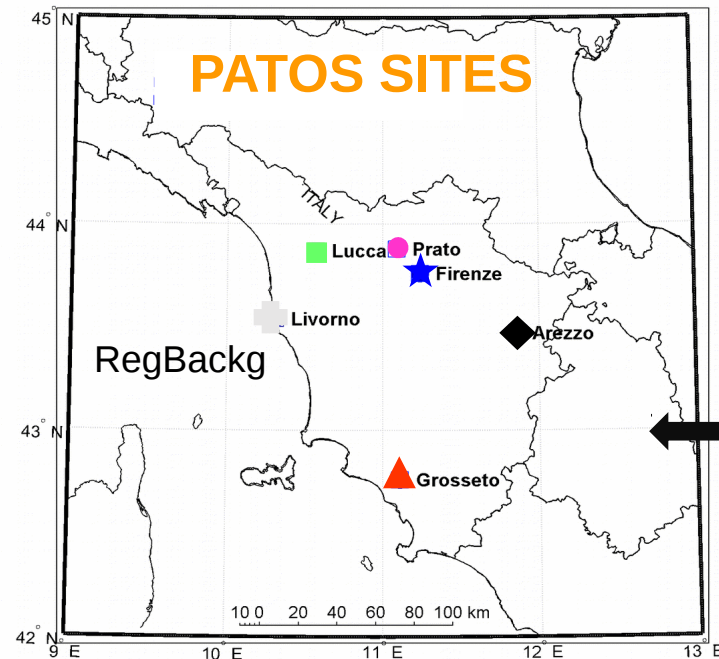 45° N
PATOS SITES
ITALY
44° N
Lucca
Prato
Firenze
Livorno
RegBackg
Arezzo
43° N
Grosseto
10 0 20 40 60 80 100 km
42° N
9° E 10° E 11° E 12° E 13° E